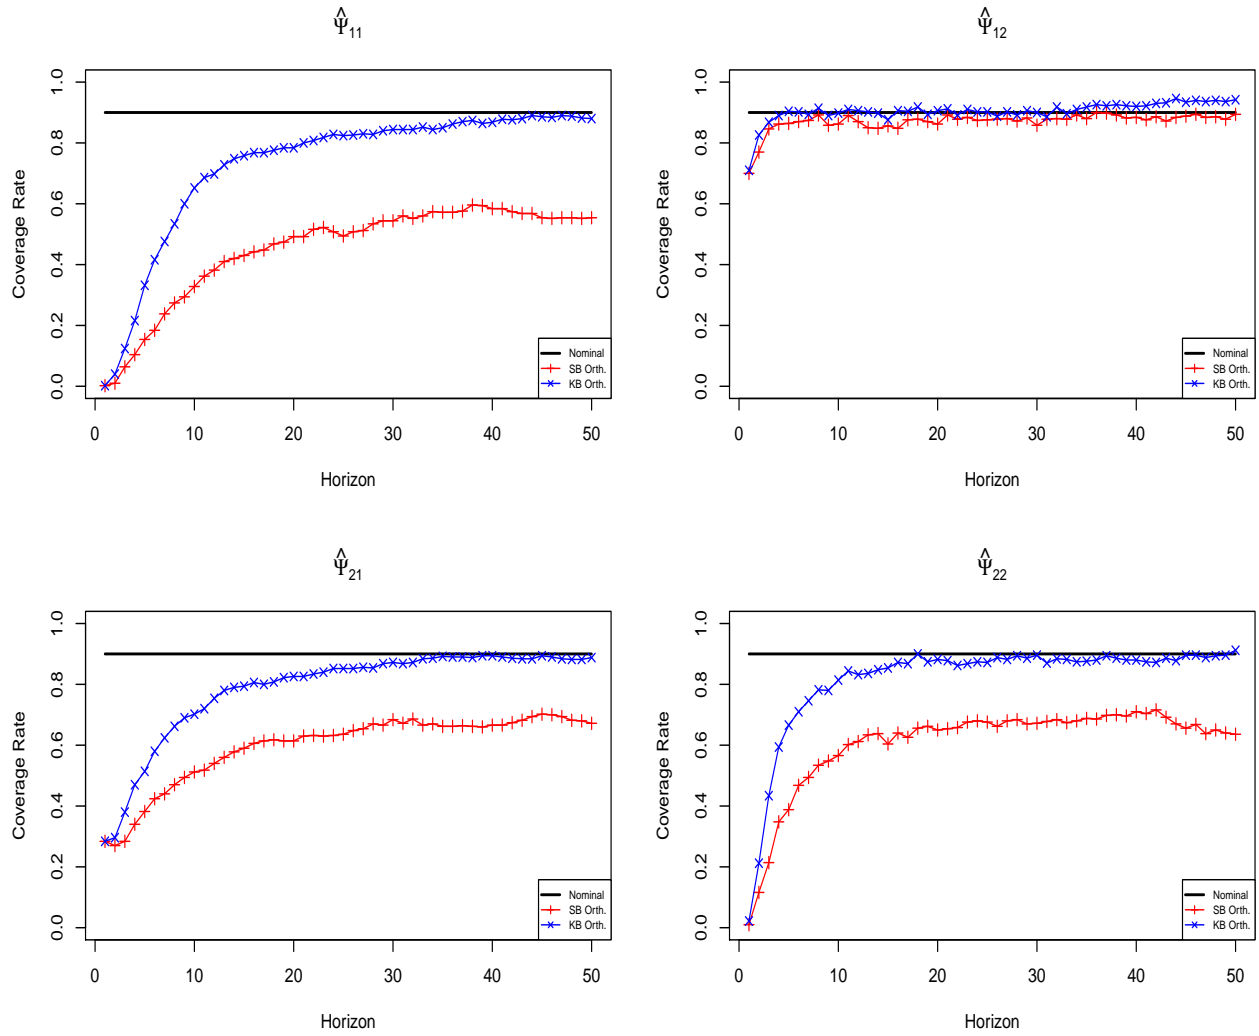 Ψ̂11
Coverage Rate
1.0
0.8
0.6
0.4
0.2
0.0
Nominal
SB Orth.
KB Orth.
0 10 20 30 40 50
Horizon
Ψ̂12
Coverage Rate
1.0
0.8
0.6
0.4
0.2
0.0
Nominal
SB Orth.
KB Orth.
0 10 20 30 40 50
Horizon
Ψ̂21
Coverage Rate
1.0
0.8
0.6
0.4
0.2
0.0
Nominal
SB Orth.
KB Orth.
0 10 20 30 40 50
Horizon
Ψ̂22
Coverage Rate
1.0
0.8
0.6
0.4
0.2
0.0
Nominal
SB Orth.
KB Orth.
0 10 20 30 40 50
Horizon